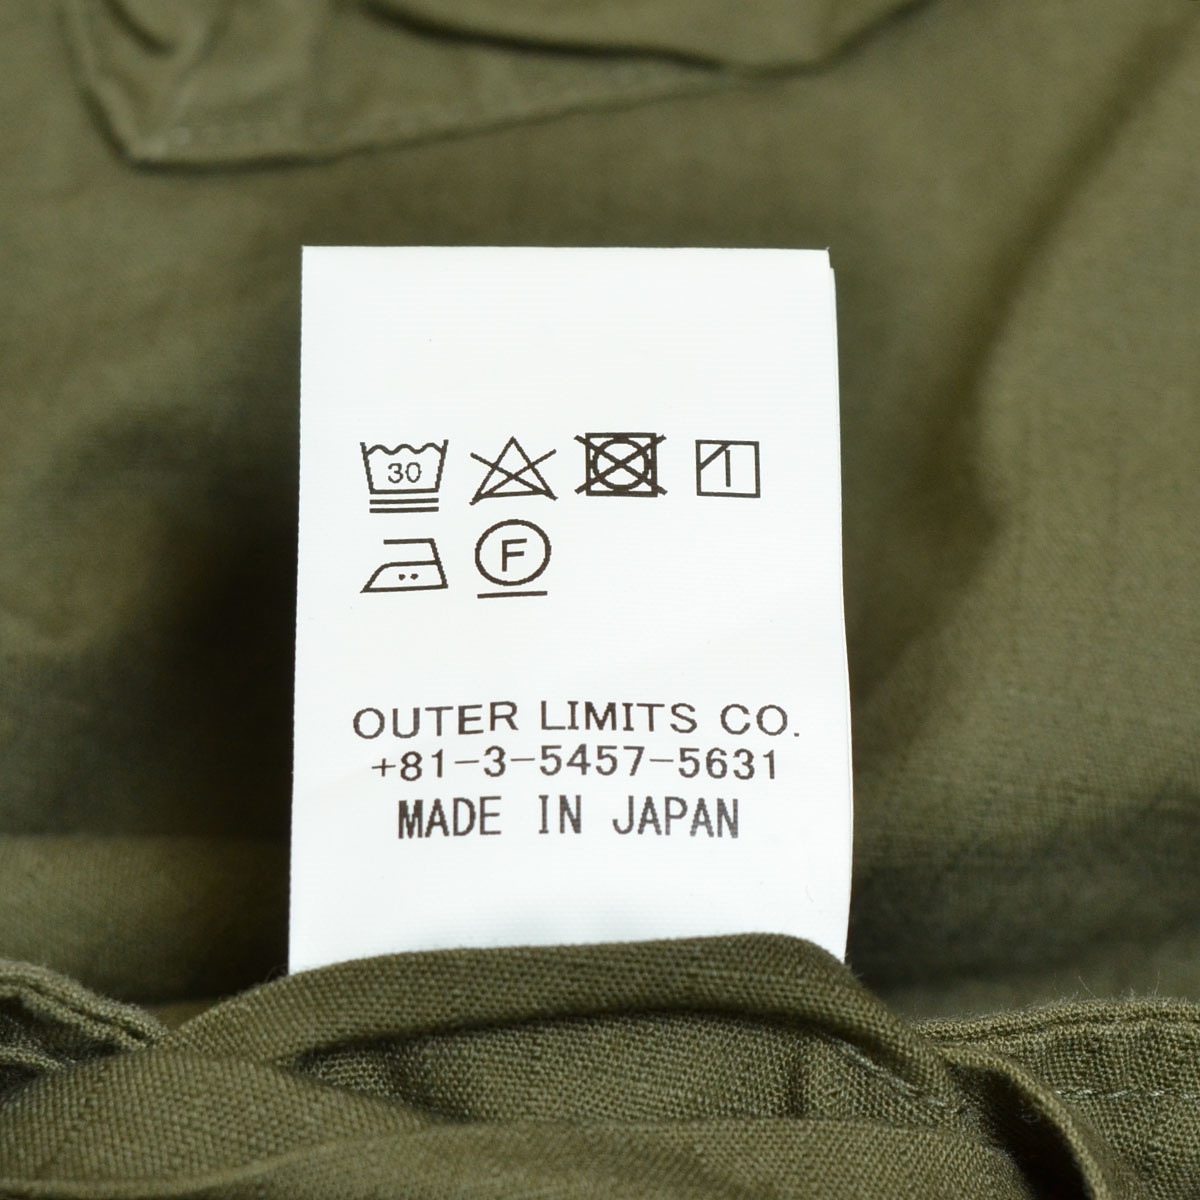 30
F
OUTER LIMITS CO.
+81-3-5457-5631
MADE IN JAPAN